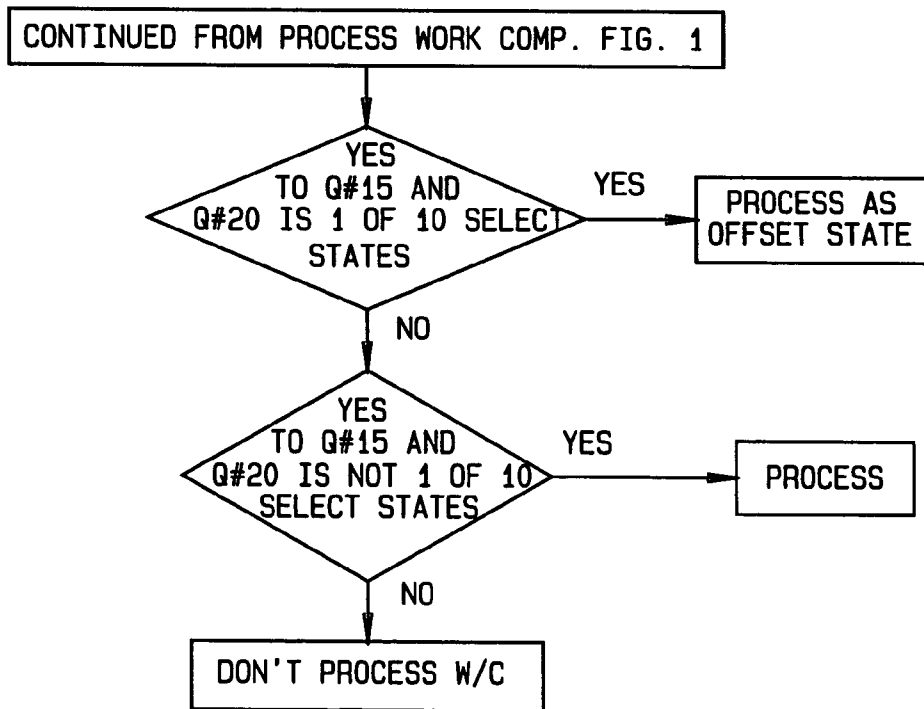 CONTINUED FROM PROCESS WORK COMP. FIG. 1
YES
TO Q#15 AND
Q#20 IS 1 OF 10 SELECT
STATES
YES
PROCESS AS
OFFSET STATE
NO
YES
TO Q#15 AND
Q#20 IS NOT 1 OF 10
SELECT STATES
YES
PROCESS
NO
DON'T PROCESS W/C